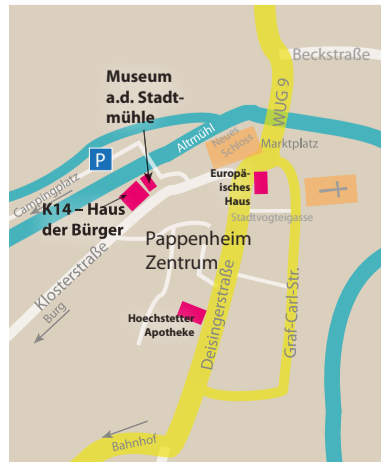 Beckstraße
WUG 9
Museum
a.d. Stadt-
mühle
P
Altmühl
Neues
Schloss
Marktplatz
Campingplatz
Europä-
isches
Haus
K14 – Haus
der Bürger
Stadtvogteigasse
Pappenheim
Zentrum
Klosterstraße
Burg
Hoechstetter
Apotheke
Deisingerstraße
Graf-Carl-Str.
Bahnhof